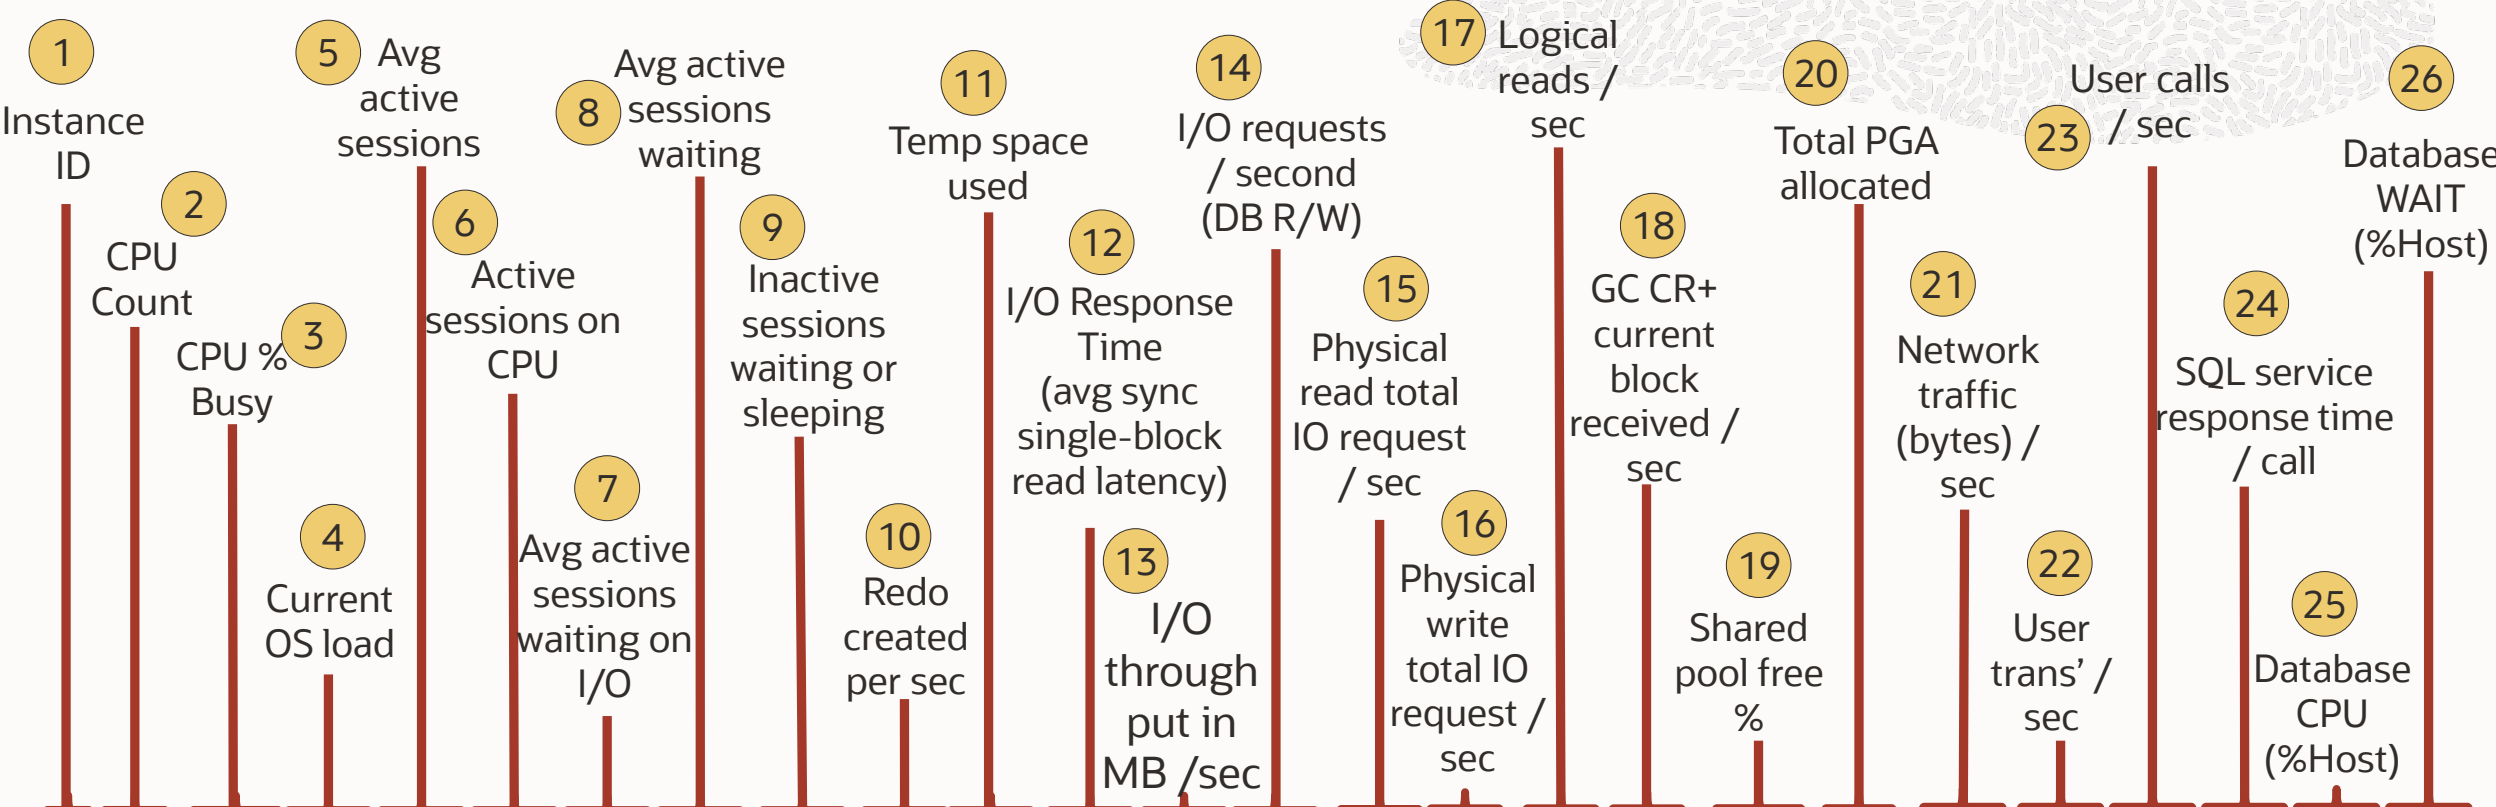 1
Instance
ID
2
CPU
Count
3
CPU %
Busy
4
Current
OS load
5
Avg
active
sessions
6
Active
sessions on
CPU
7
Avg active
sessions
waiting on
I/O
8
Avg active
sessions
waiting
9
Inactive
sessions
waiting or
sleeping
10
Redo
created
per sec
11
Temp space
used
12
I/O Response
Time
(avg sync
single-block
read latency)
13
I/O
through
put in
MB /sec
14
I/O requests
/ second
(DB R/W)
15
Physical
read total
IO request
/ sec
16
Physical
write
total IO
request /
sec
17
Logical
reads /
sec
18
GC CR+
current
block
received /
sec
19
Shared
pool free
%
20
Total PGA
allocated
21
Network
traffic
(bytes) /
sec
22
User
trans’ /
sec
23
User calls
/ sec
24
SQL service
response time
/ call
25
Database
CPU
(%Host)
26
Database
WAIT
(%Host)